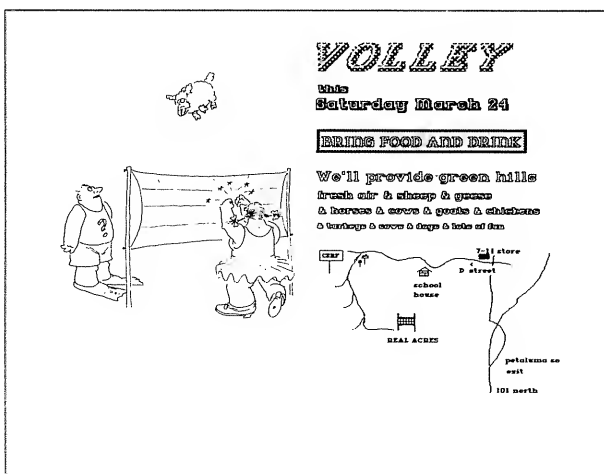 VOLLEY
this
Saturday March 24
BRING FOOD AND DRINK
We'll provide green hills
fresh air & sheep & geese
& horses & cows & goats & chickens
& turkeys & cows & dogs & lots of fun
7-11 store
D street
school
house
REAL ACRES
petaluma so
exit
101 north